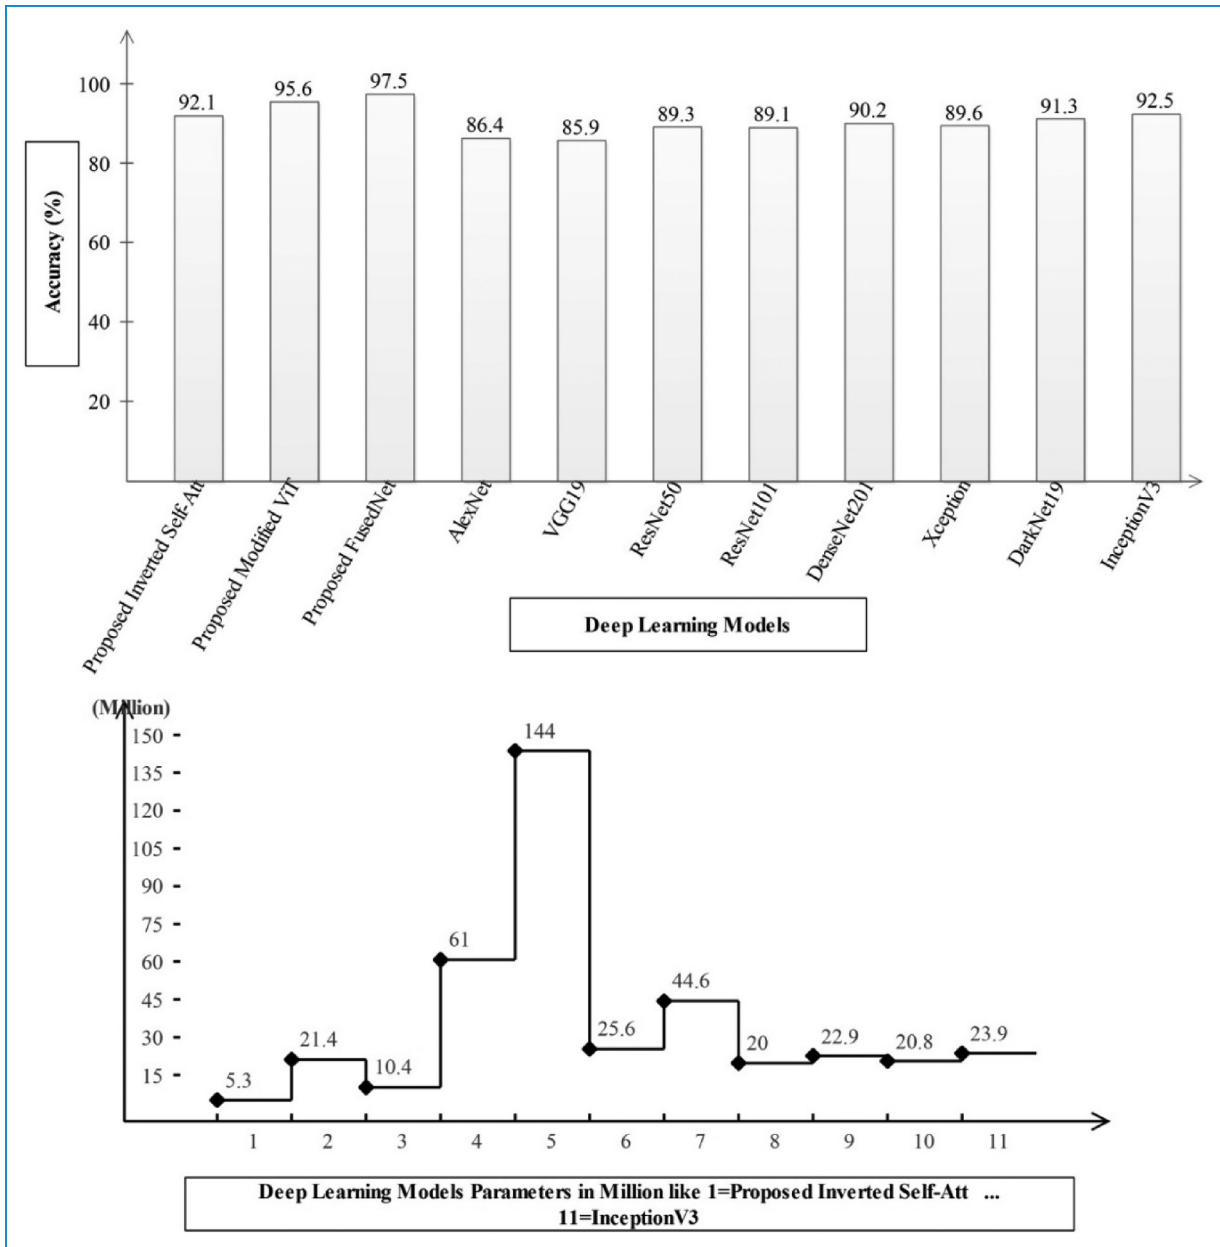 100
80
60
40
20
Accuracy (%)
92.1
95.6
97.5
86.4
85.9
89.3
89.1
90.2
89.6
91.3
92.5
Proposed Inverted Self-Att
Proposed Modified ViT
Proposed FusedNet
AlexNet
VGG19
ResNet50
ResNet101
DenseNet201
Xception
DarkNet19
InceptionV3
Deep Learning Models
(Million)
150
135
120
105
90
75
60
45
30
15
5.3
21.4
10.4
61
144
25.6
44.6
20
22.9
20.8
23.9
1 2 3 4 5 6 7 8 9 10 11
Deep Learning Models Parameters in Million like 1=Proposed Inverted Self-Att ...
11=InceptionV3